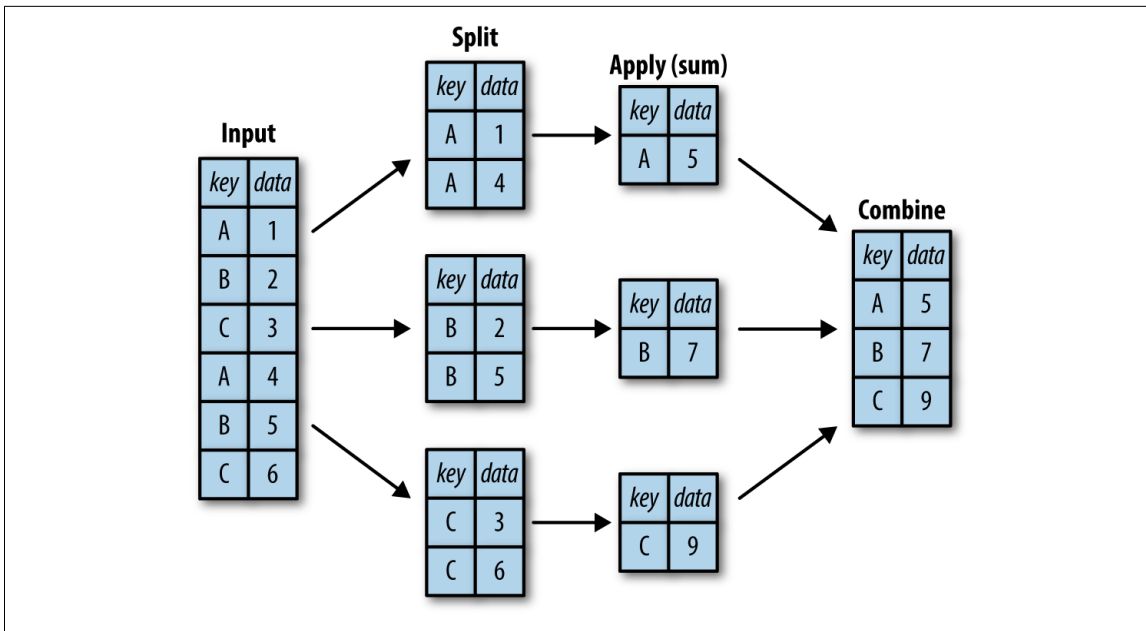 Input
key data
A 1
B 2
C 3
A 4
B 5
C 6
Split
key data
A 1
A 4
key data
B 2
B 5
key data
C 3
C 6
Apply (sum)
key data
A 5
key data
B 7
key data
C 9
Combine
key data
A 5
B 7
C 9